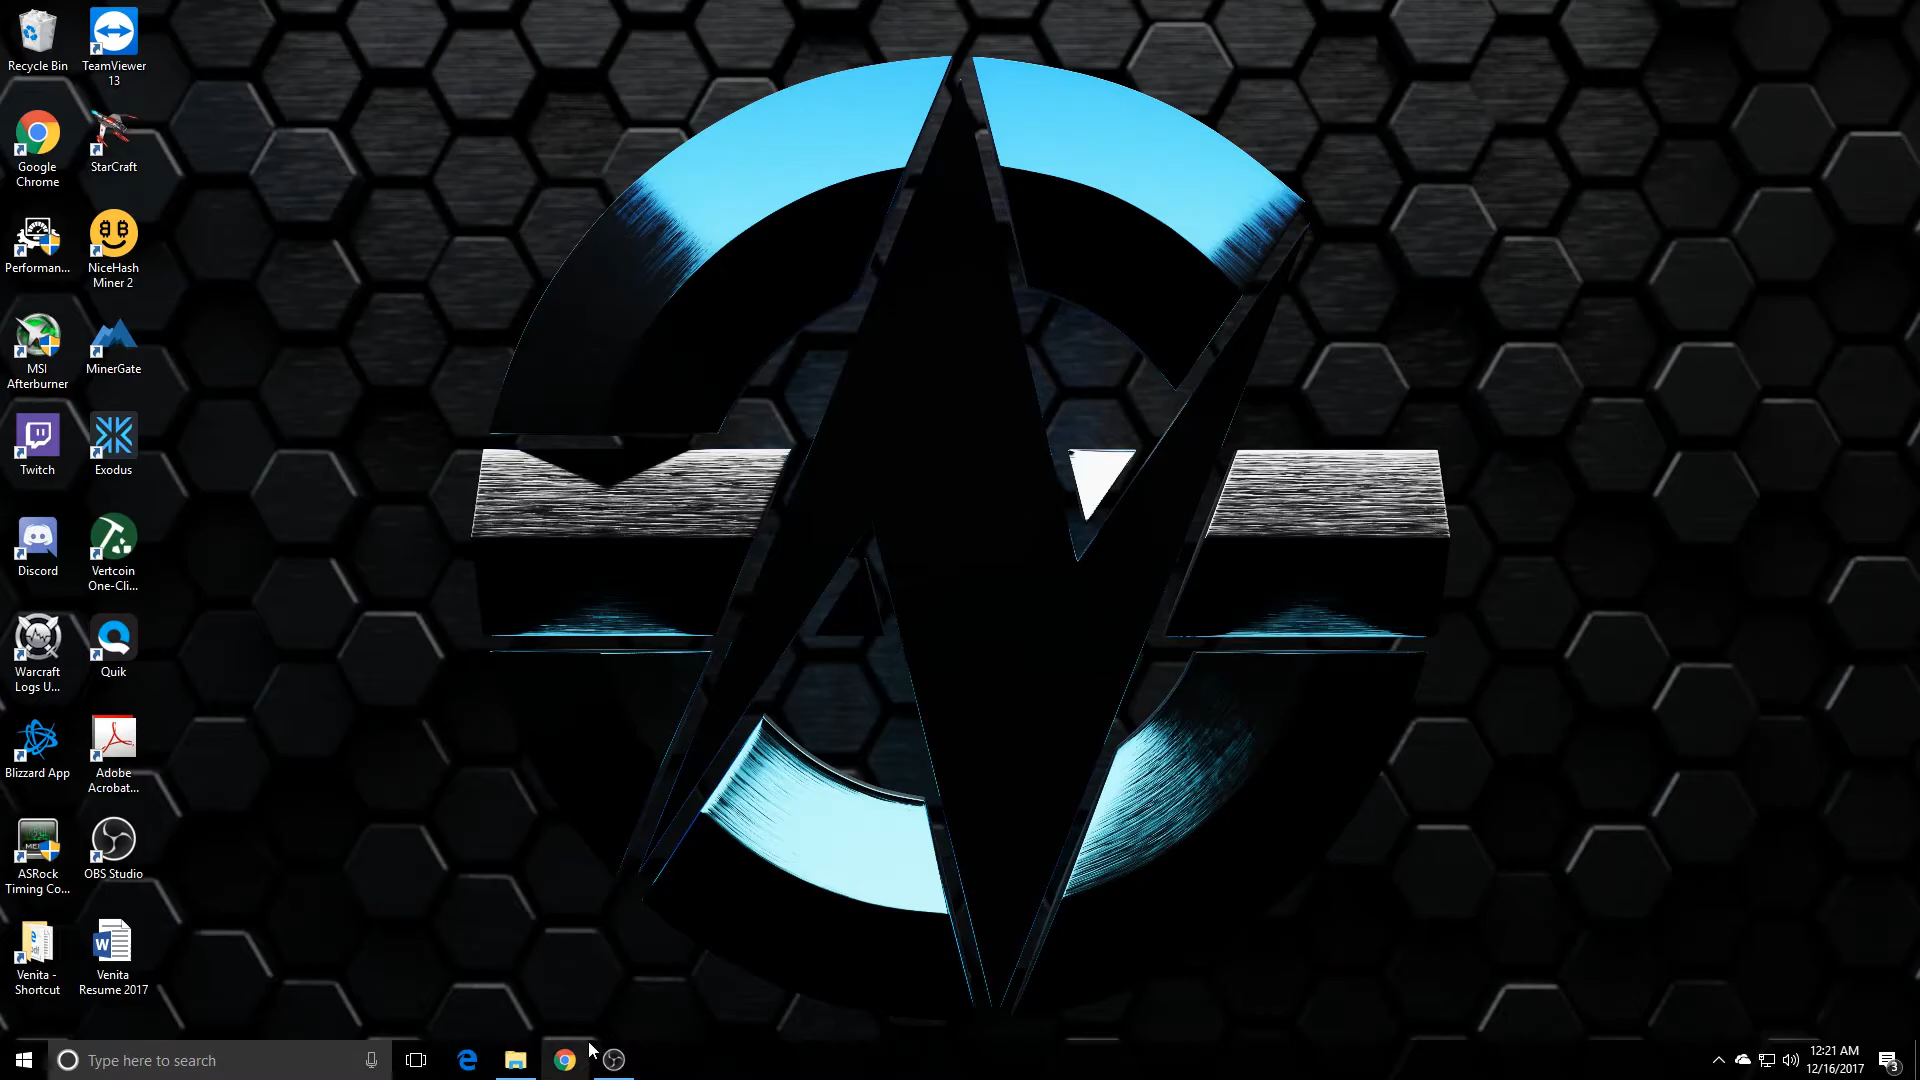 Recycle Bin
TeamViewer
13
Google
Chrome
StarCraft
Performan...
NiceHash
Miner 2
MSI
Afterburner
MinerGate
Twitch
Exodus
Discord
Vertcoin
One-Cli...
Warcraft
Logs U...
Quik
Blizzard App
Adobe
Acrobat...
ASRock
Timing Co...
OBS Studio
Venita -
Shortcut
Venita
Resume 2017
Type here to search
12:21 AM
12/16/2017
3